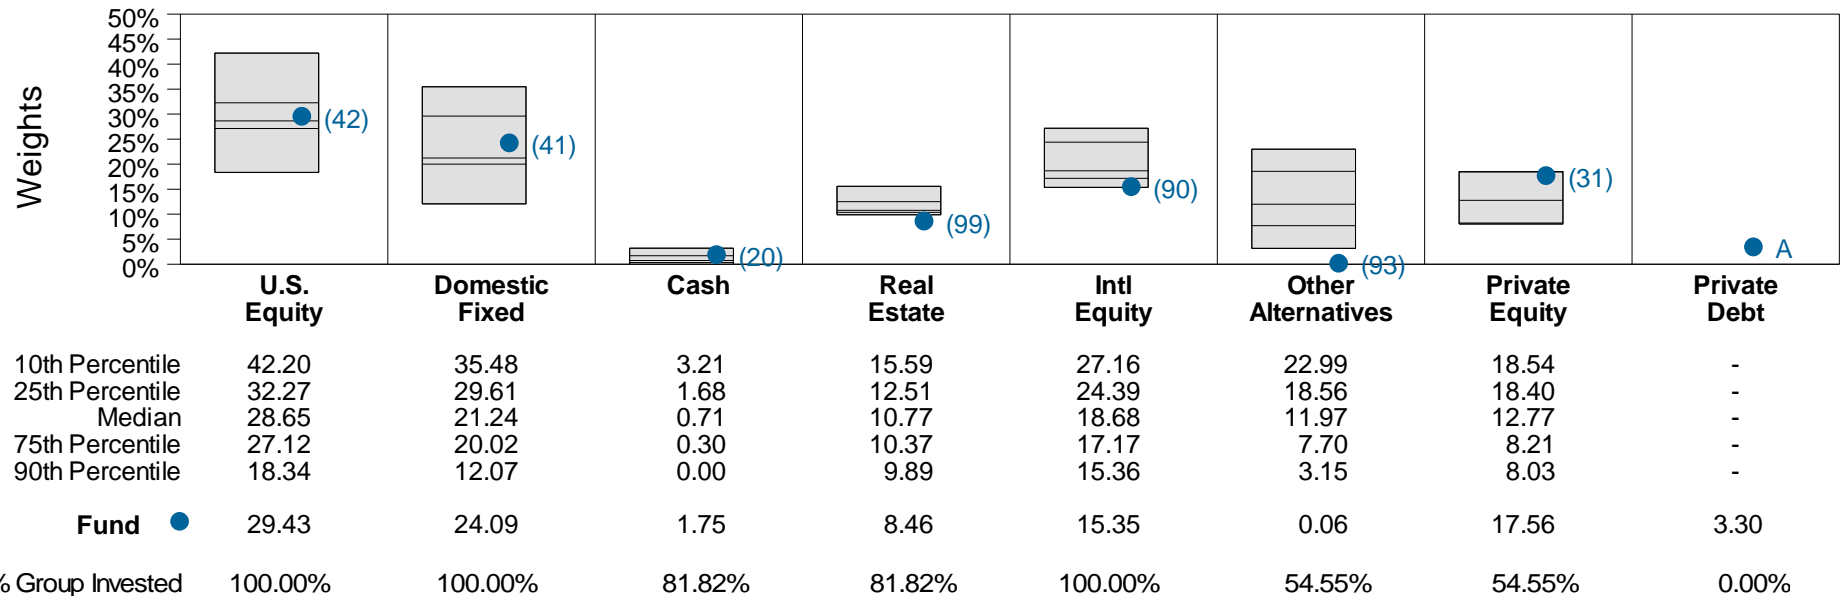 Weights
50%
45%
40%
35%
30%
25%
20%
15%
10%
5%
0%
(42)
(41)
(20)
(99)
(90)
(93)
(31)
A
U.S. Equity Domestic Fixed Cash Real Estate Intl Equity Other Alternatives Private Equity Private Debt
10th Percentile 42.20 35.48 3.21 15.59 27.16 22.99 18.54 -
25th Percentile 32.27 29.61 1.68 12.51 24.39 18.56 18.40 -
Median 28.65 21.24 0.71 10.77 18.68 11.97 12.77 -
75th Percentile 27.12 20.02 0.30 10.37 17.17 7.70 8.21 -
90th Percentile 18.34 12.07 0.00 9.89 15.36 3.15 8.03 -
Fund 29.43 24.09 1.75 8.46 15.35 0.06 17.56 3.30
% Group Invested 100.00% 100.00% 81.82% 81.82% 100.00% 54.55% 54.55% 0.00%